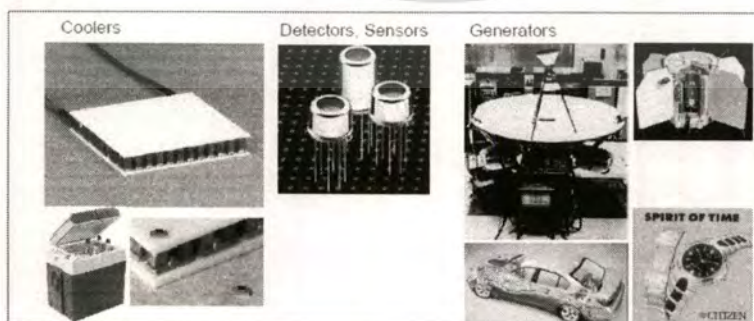 Coolers
Detectors, Sensors
Generators
SPIRIT OF TIME
CITIZEN